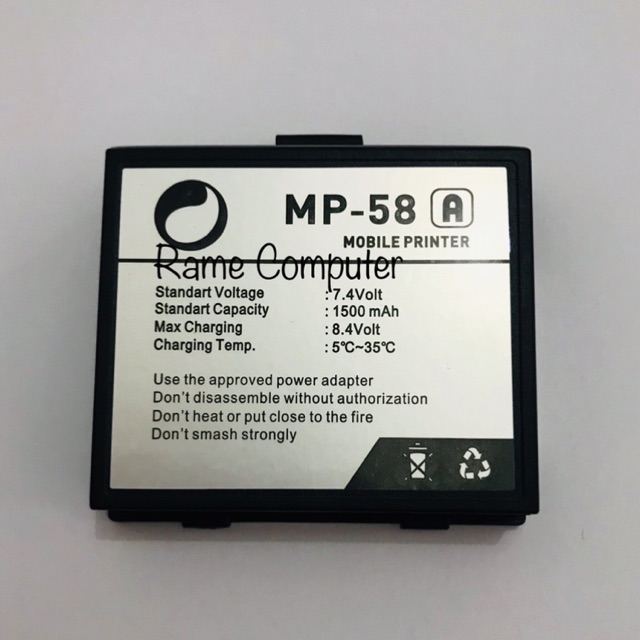 MP-58 A
MOBILE PRINTER
Rame Computer
Standart Voltage : 7.4Volt
Standart Capacity : 1500 mAh
Max Charging : 8.4Volt
Charging Temp. : 5℃~35℃
Use the approved power adapter
Don't disassemble without authorization
Don't heat or put close to the fire
Don't smash strongly